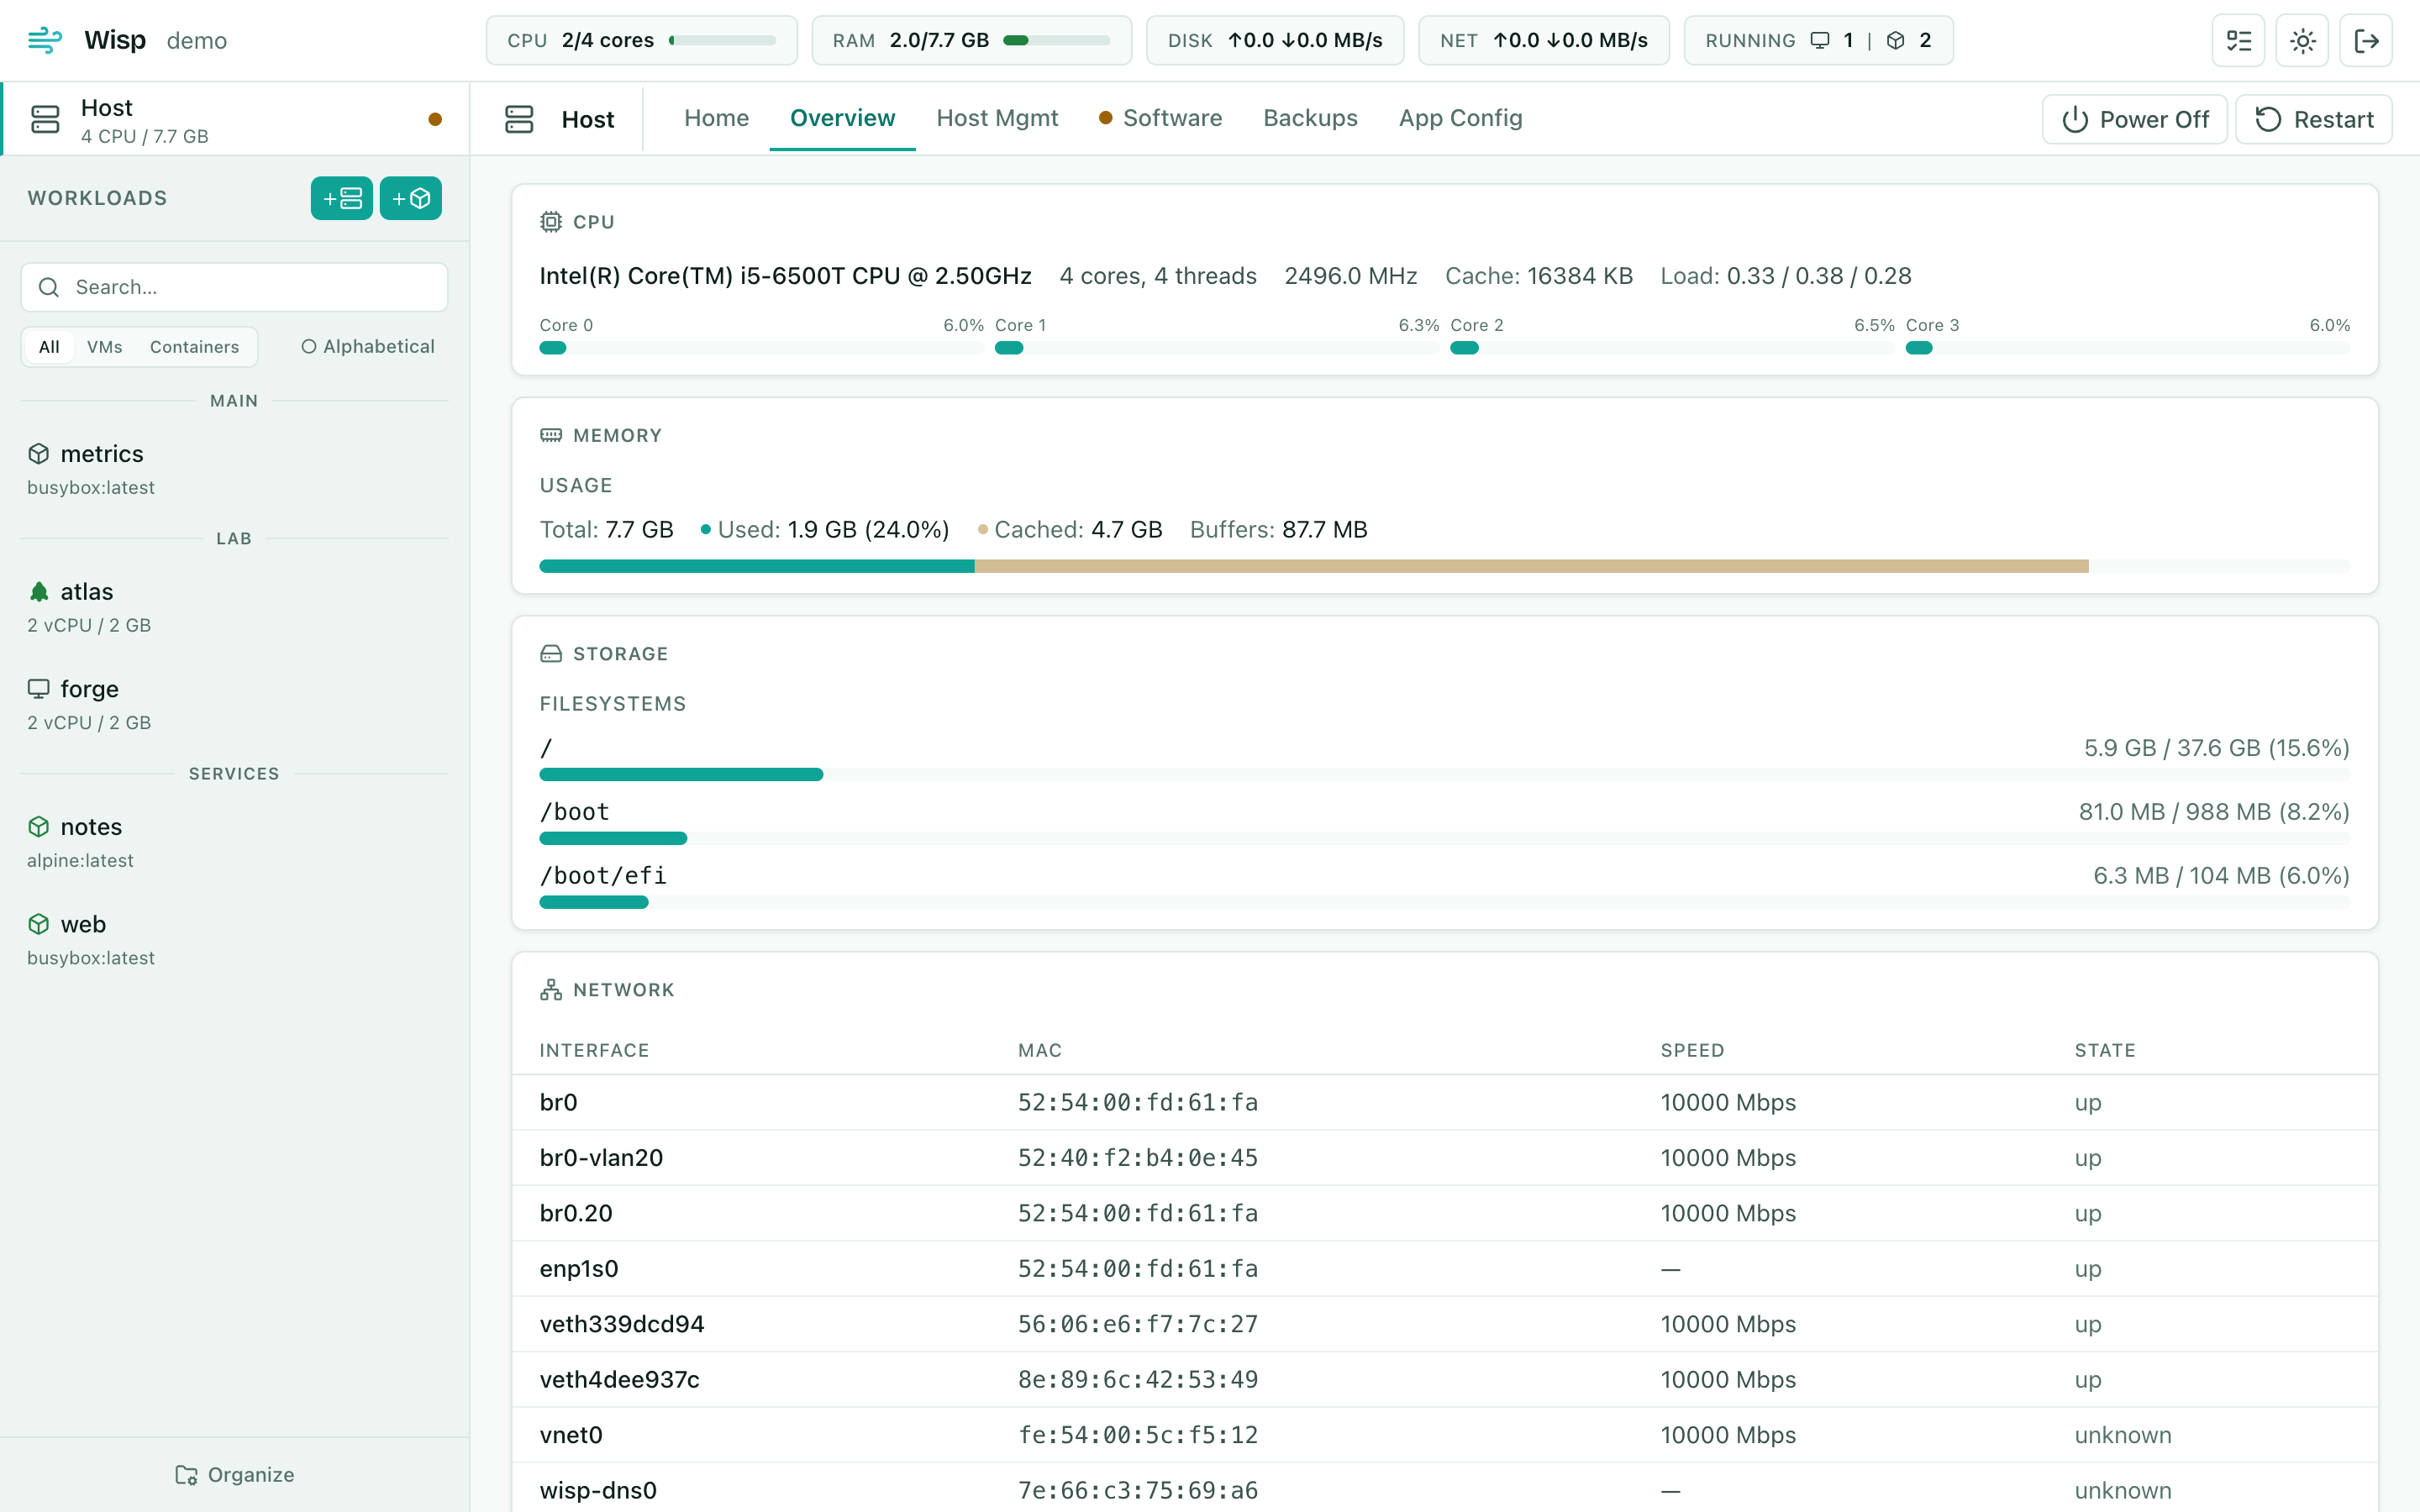 Wisp demo
CPU 2/4 cores
RAM 2.0/7.7 GB
DISK ↑0.0 ↓0.0 MB/s
NET ↑0.0 ↓0.0 MB/s
RUNNING 1 | 2
Host
4 CPU / 7.7 GB
WORKLOADS
+ +
Search...
All VMs Containers Alphabetical
MAIN
metrics
busybox:latest
LAB
atlas
2 vCPU / 2 GB
forge
2 vCPU / 2 GB
SERVICES
notes
alpine:latest
web
busybox:latest
Organize
Host Home Overview Host Mgmt Software Backups App Config Power Off Restart
CPU
Intel(R) Core(TM) i5-6500T CPU @ 2.50GHz 4 cores, 4 threads 2496.0 MHz Cache: 16384 KB Load: 0.33 / 0.38 / 0.28
Core 0 6.0% Core 1 6.3% Core 2 6.5% Core 3 6.0%
MEMORY
USAGE
Total: 7.7 GB Used: 1.9 GB (24.0%) Cached: 4.7 GB Buffers: 87.7 MB
STORAGE
FILESYSTEMS
/ 5.9 GB / 37.6 GB (15.6%)
/boot 81.0 MB / 988 MB (8.2%)
/boot/efi 6.3 MB / 104 MB (6.0%)
NETWORK
INTERFACE MAC SPEED STATE
br0 52:54:00:fd:61:fa 10000 Mbps up
br0-vlan20 52:40:f2:b4:0e:45 10000 Mbps up
br0.20 52:54:00:fd:61:fa 10000 Mbps up
enp1s0 52:54:00:fd:61:fa — up
veth339dcd94 56:06:e6:f7:7c:27 10000 Mbps up
veth4dee937c 8e:89:6c:42:53:49 10000 Mbps up
vnet0 fe:54:00:5c:f5:12 10000 Mbps unknown
wisp-dns0 7e:66:c3:75:69:a6 — unknown